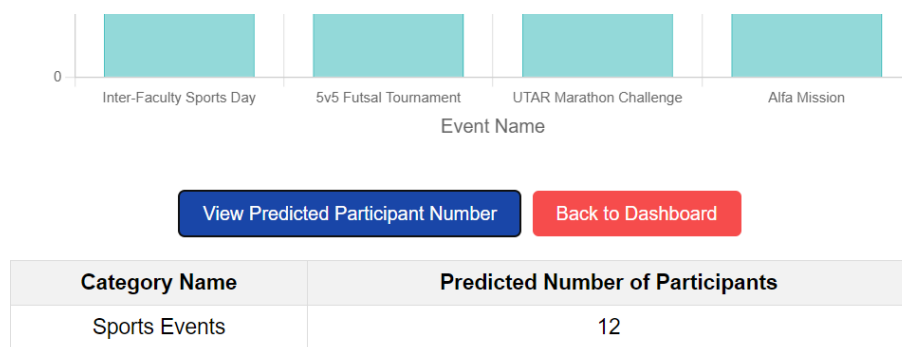 0
Inter-Faculty Sports Day 5v5 Futsal Tournament UTAR Marathon Challenge Alfa Mission
Event Name
View Predicted Participant Number Back to Dashboard
Category Name Predicted Number of Participants
Sports Events 12